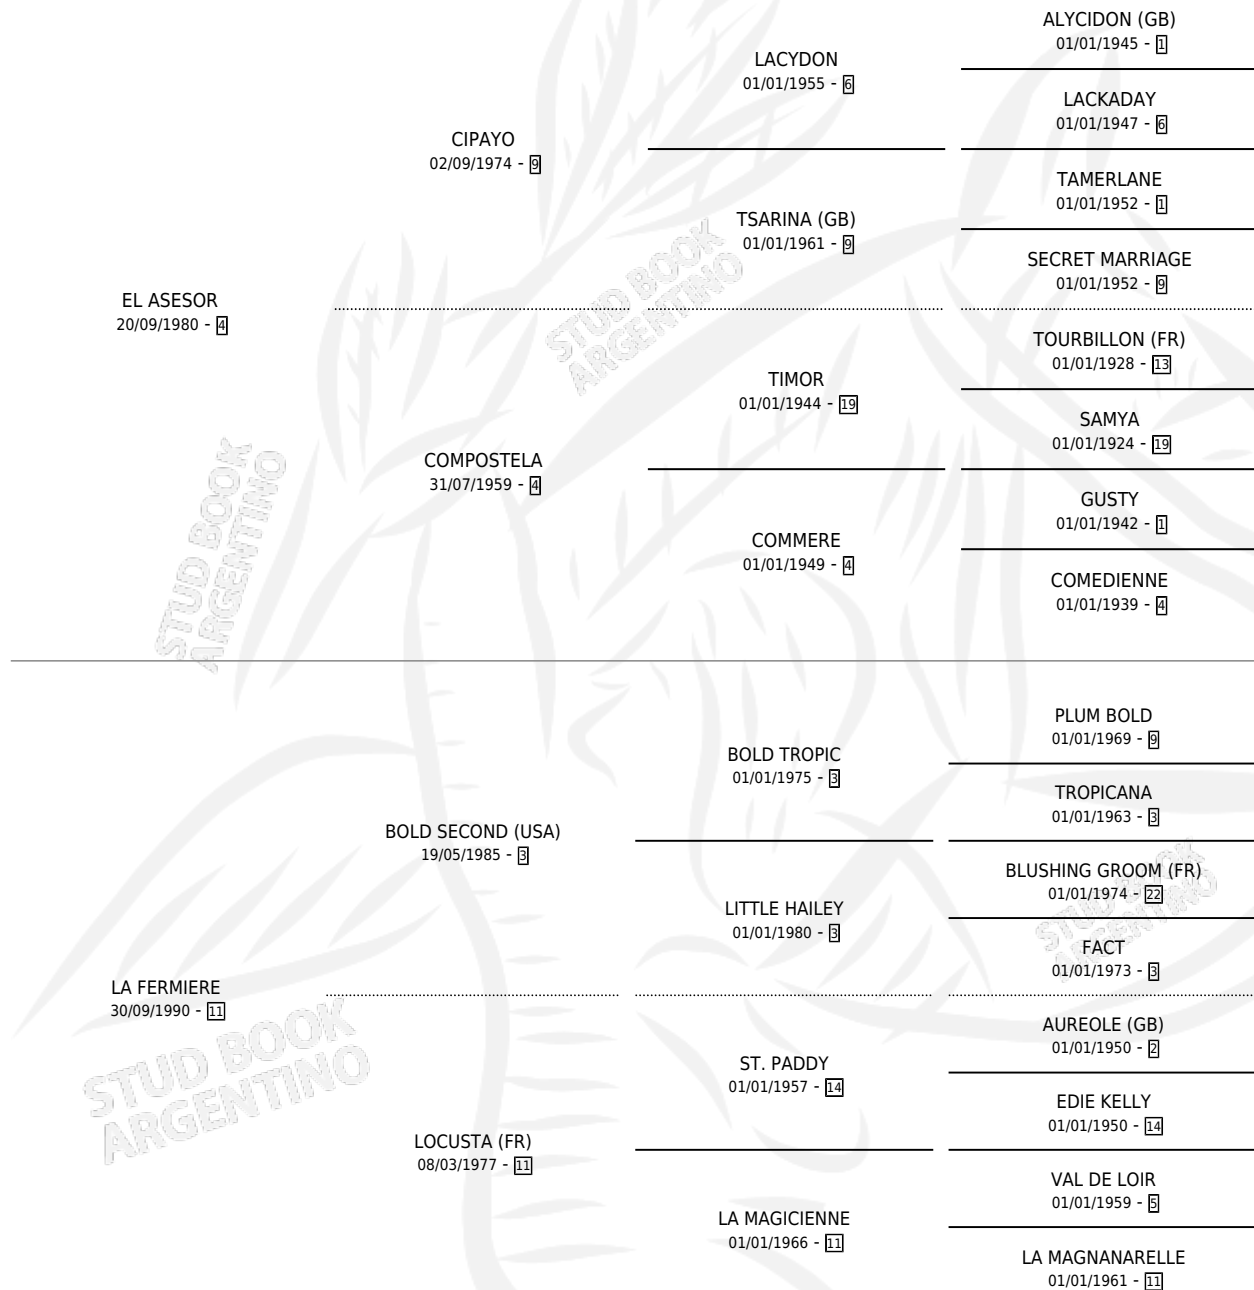 ALYCIDON (GB)
01/01/1945 - 1
LACYDON
01/01/1955 - 6
LACKADAY
01/01/1947 - 6
CIPAYO
02/09/1974 - 9
TAMERLANE
01/01/1952 - 1
TSARINA (GB)
01/01/1961 - 9
SECRET MARRIAGE
01/01/1952 - 9
EL ASESOR
20/09/1980 - 4
STUD BOOK
ARGENTINO
TOURBILLON (FR)
01/01/1928 - 13
TIMOR
01/01/1944 - 19
SAMYA
01/01/1924 - 19
COMPOSTELA
31/07/1959 - 4
GUSTY
01/01/1942 - 1
COMMERE
01/01/1949 - 4
COMEDIENNE
01/01/1939 - 4
STUD BOOK
ARGENTINO
PLUM BOLD
01/01/1969 - 9
BOLD TROPIC
01/01/1975 - 3
TROPICANA
01/01/1963 - 3
BOLD SECOND (USA)
19/05/1985 - 3
BLUSHING GROOM (FR)
01/01/1974 - 22
LITTLE HAILEY
01/01/1980 - 3
STUD BOOK
ARGENTINO
FACT
01/01/1973 - 3
LA FERMIERE
30/09/1990 - 11
AUREOLE (GB)
01/01/1950 - 2
STUD BOOK
ARGENTINO
ST. PADDY
01/01/1957 - 14
EDIE KELLY
01/01/1950 - 14
LOCUSTA (FR)
08/03/1977 - 11
VAL DE LOIR
01/01/1959 - 5
LA MAGICIENNE
01/01/1966 - 11
LA MAGNANARELLE
01/01/1961 - 11